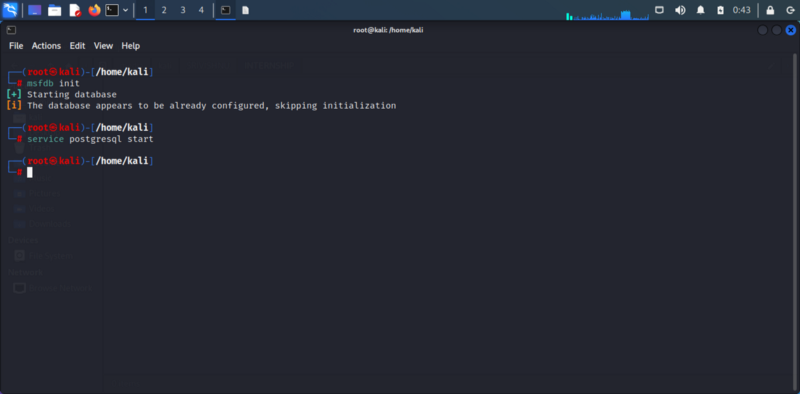 1 2 3 4 0:43
root@kali: /home/kali
File Actions Edit View Help
┌──(root㉿kali)-[/home/kali]
└─# msfdb init
[+] Starting database
[i] The database appears to be already configured, skipping initialization
┌──(root㉿kali)-[/home/kali]
└─# service postgresql start
┌──(root㉿kali)-[/home/kali]
└─#